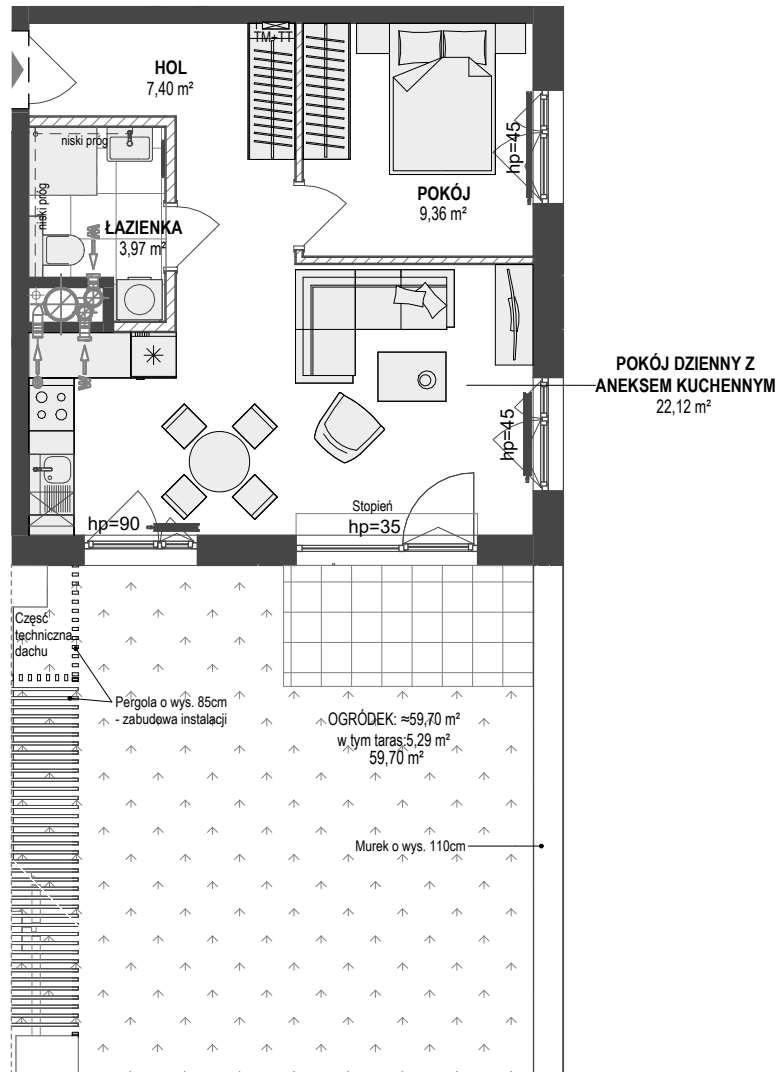 TM+TT
HOL
7,40 m²
niski próg
niski próg
ŁAZIENKA
3,97 m²
hp=45
POKÓJ
9,36 m²
POKÓJ DZIENNY Z
ANEKSEM KUCHENNYM
22,12 m²
hp=45
hp=90
Stopień
hp=35
Część
techniczna
dachu
Pergola o wys. 85cm
- zabudowa instalacji
OGRÓDEK: ≈59,70 m²
w tym taras:5,29 m²
59,70 m²
Murek o wys. 110cm